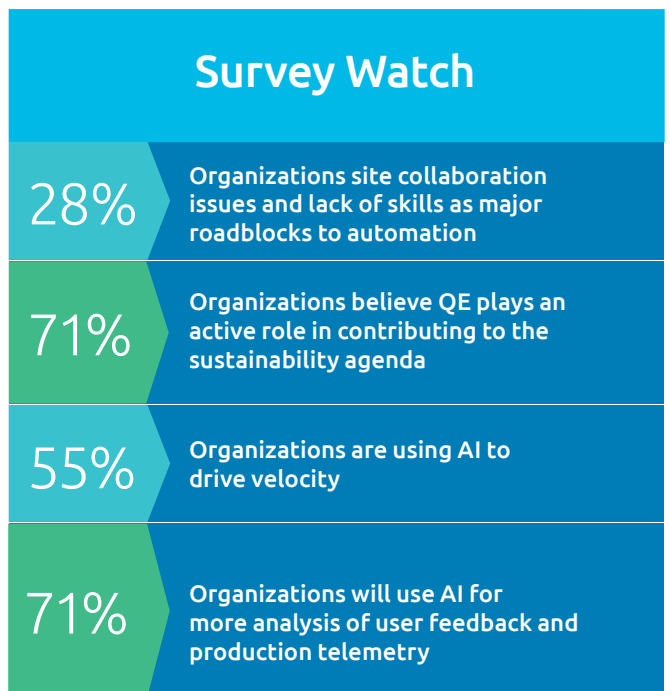 Survey Watch
28%
Organizations site collaboration
issues and lack of skills as major
roadblocks to automation
71%
Organizations believe QE plays an
active role in contributing to the
sustainability agenda
55%
Organizations are using AI to
drive velocity
71%
Organizations will use AI for
more analysis of user feedback and
production telemetry